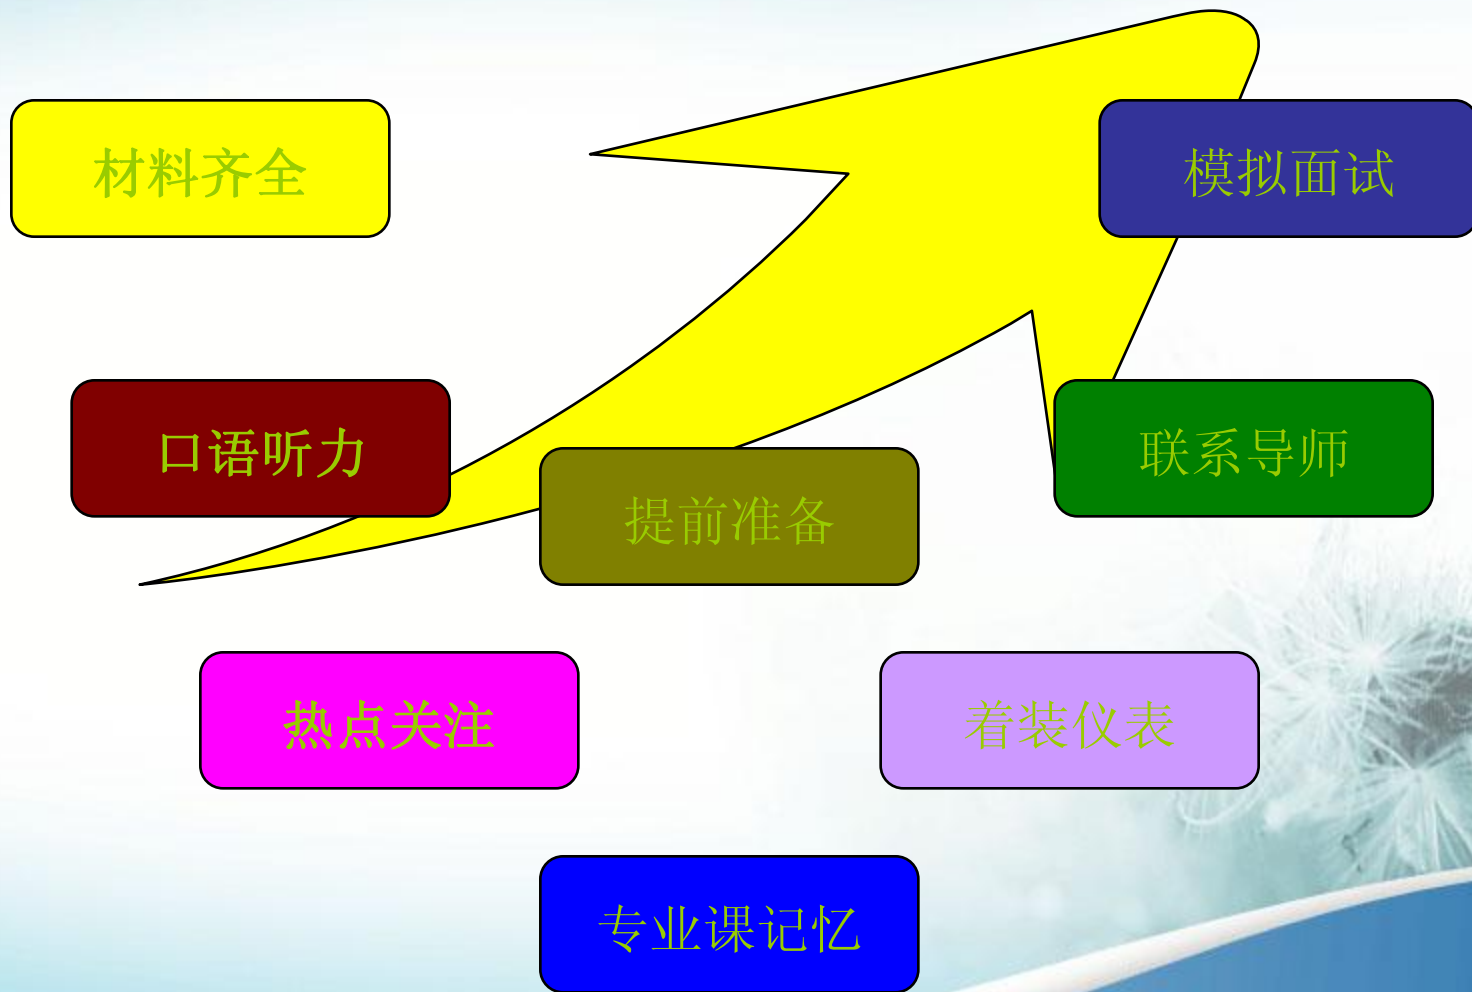 材料齐全
模拟面试
口语听力
联系导师
提前准备
热点关注
着装仪表
专业课记忆